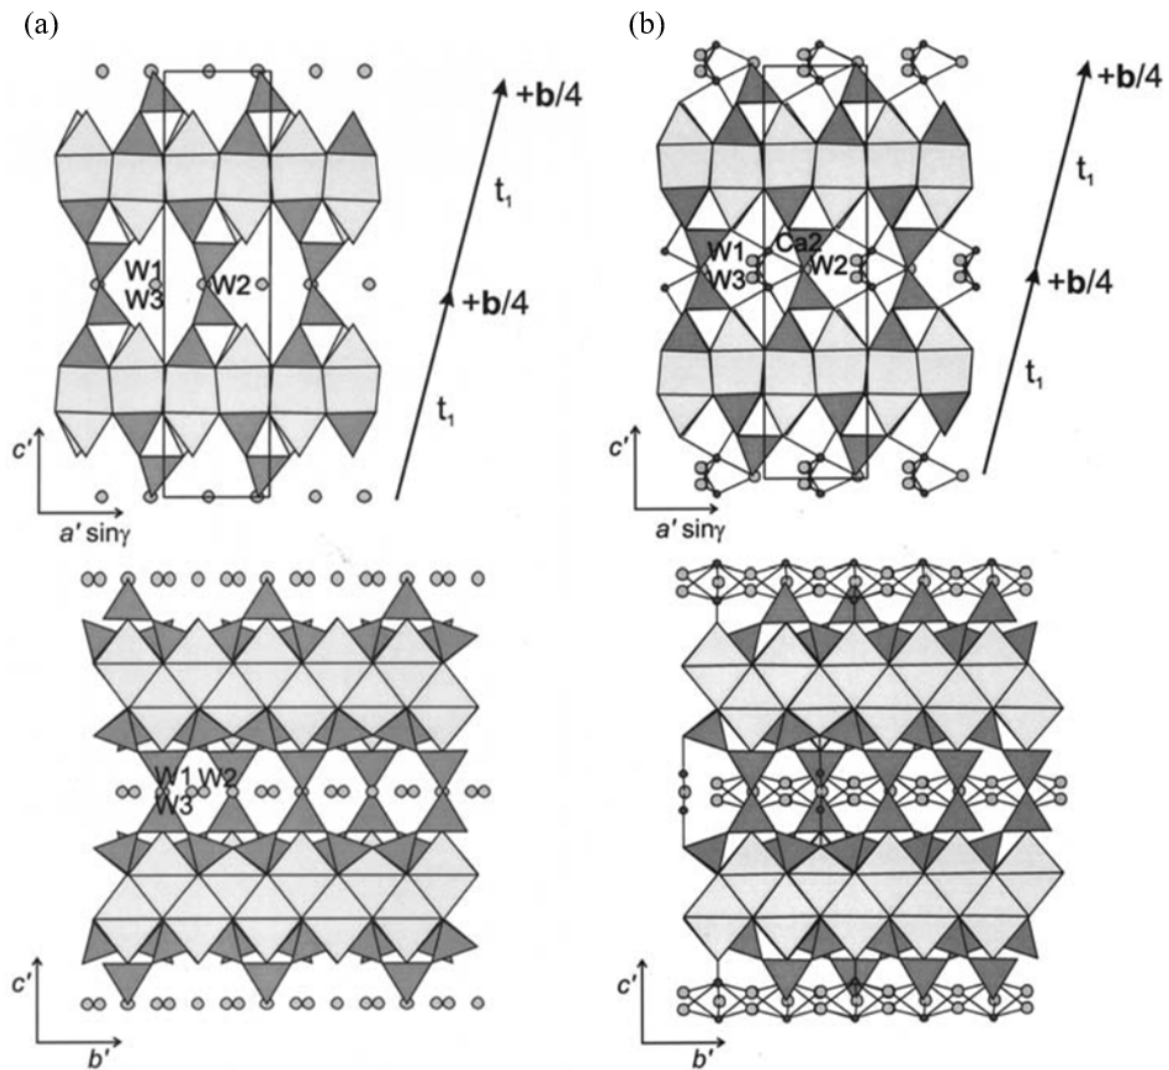 (a)
(b)
+b/4
t₁
W1
W3
W2
+b/4
t₁
c'
a' sinγ
+b/4
t₁
W1
W3
Ca2
W2
+b/4
t₁
c'
a' sinγ
W1
W3
W2
c'
b'
c'
b'